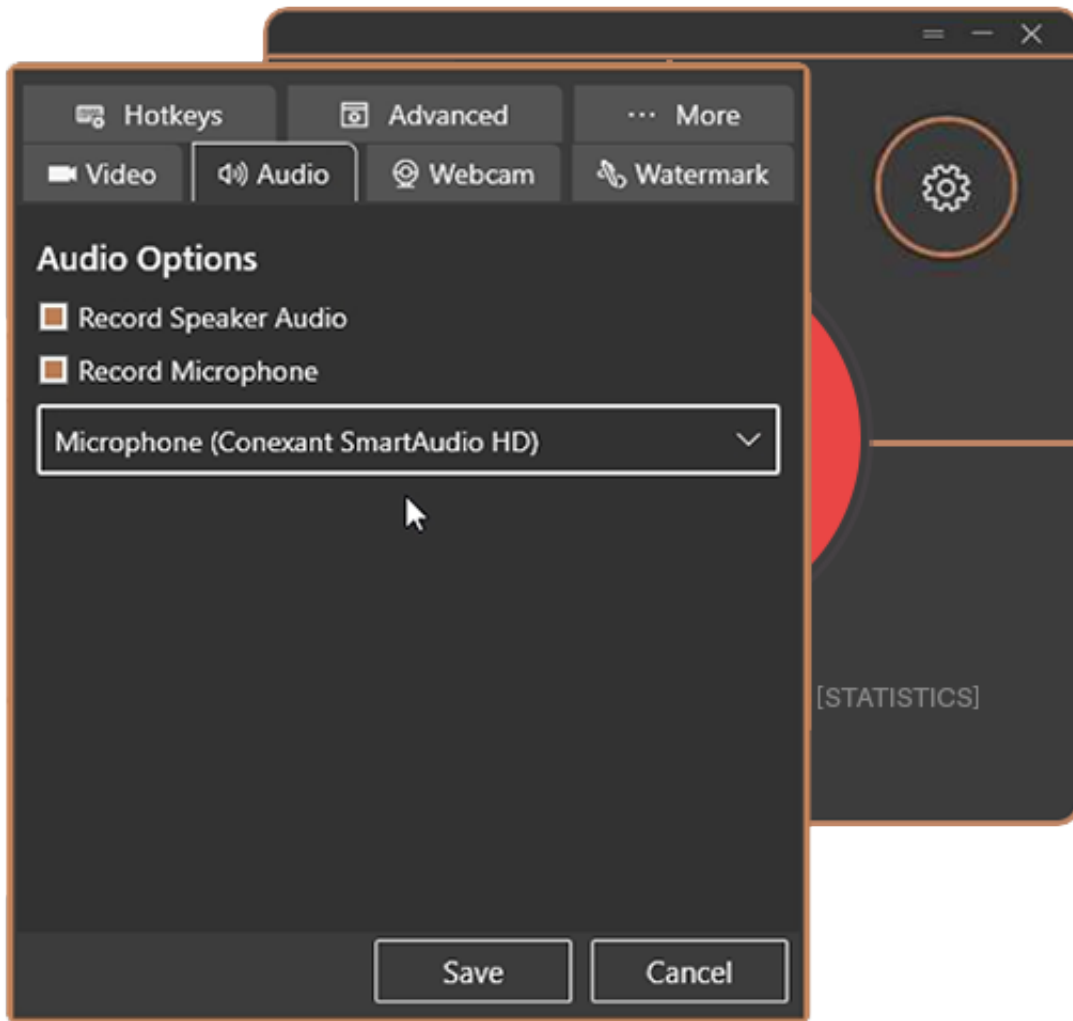 Hotkeys Advanced ··· More
Video Audio Webcam Watermark
Audio Options
Record Speaker Audio
Record Microphone
Microphone (Conexant SmartAudio HD)
[STATISTICS]
Save Cancel